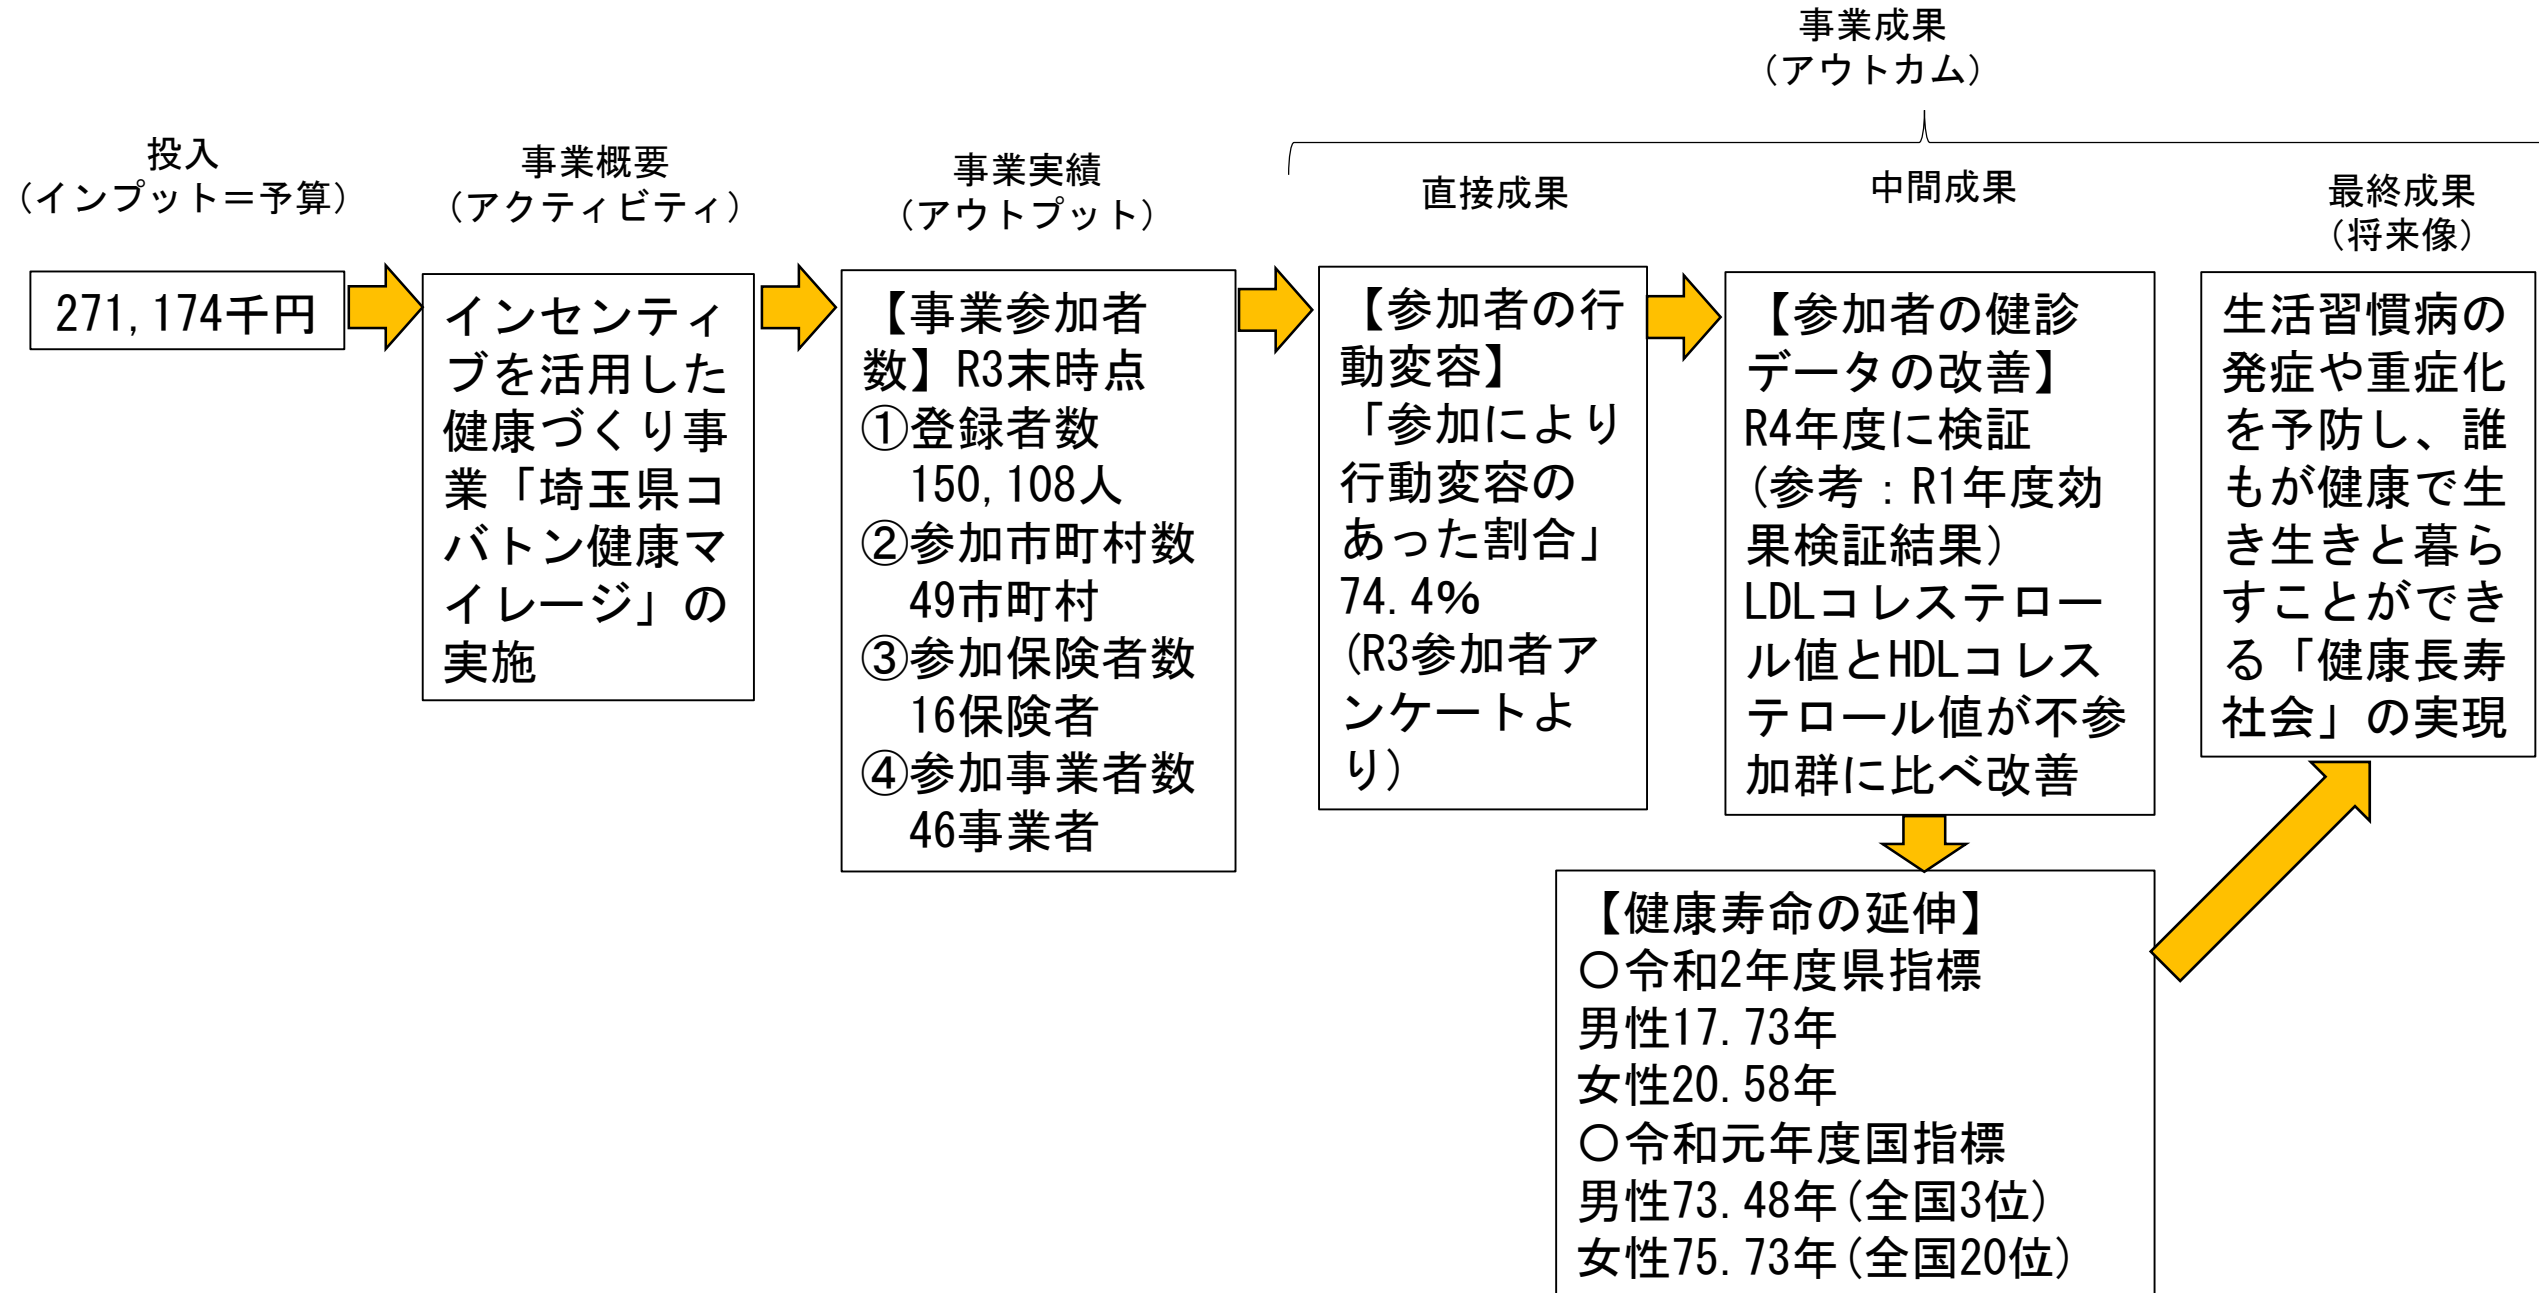 事業成果
（アウトカム）
投入
（インプット＝予算）
事業概要
（アクティビティ）
事業実績
（アウトプット）
直接成果
中間成果
最終成果
（将来像）
271,174千円
インセンティ
ブを活用した
健康づくり事
業「埼玉県コ
バトン健康マ
イレージ」の
実施
【事業参加者
数】R3末時点
①登録者数
150,108人
②参加市町村数
49市町村
③参加保険者数
16保険者
④参加事業者数
46事業者
【参加者の行
動変容】
「参加により
行動変容の
あった割合」
74.4％
（R3参加者ア
ンケートよ
り）
【参加者の健診
データの改善】
R4年度に検証
（参考：R1年度効
果検証結果）
LDLコレステロー
ル値とHDLコレス
テロール値が不参
加群に比べ改善
生活習慣病の
発症や重症化
を予防し、誰
もが健康で生
き生きと暮ら
すことができ
る「健康長寿
社会」の実現
【健康寿命の延伸】
〇令和2年度県指標
男性17.73年
女性20.58年
〇令和元年度国指標
男性73.48年（全国3位）
女性75.73年（全国20位）